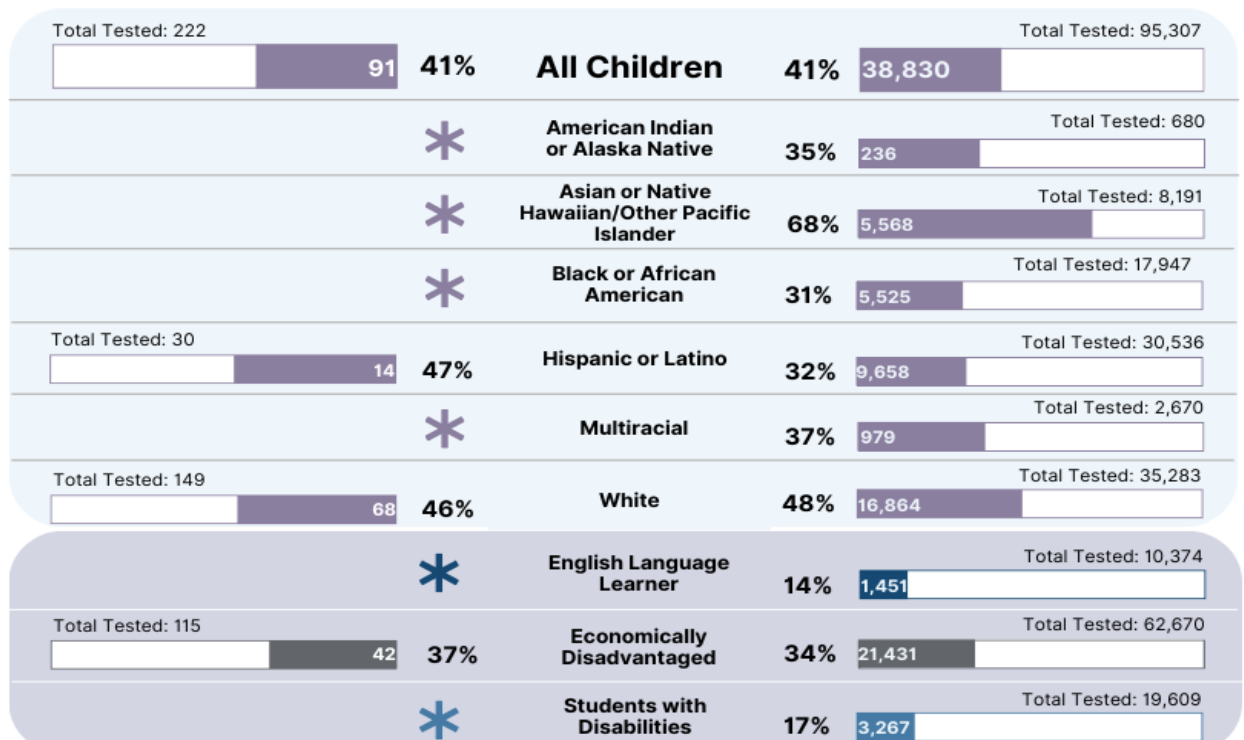 Total Tested: 222
91
41%
All Children
41%
Total Tested: 95,307
38,830
American Indian
or Alaska Native
35%
Total Tested: 680
236
Asian or Native
Hawaiian/Other Pacific
Islander
68%
Total Tested: 8,191
5,568
Black or African
American
31%
Total Tested: 17,947
5,525
Total Tested: 30
14
47%
Hispanic or Latino
32%
Total Tested: 30,536
9,658
Multiracial
37%
Total Tested: 2,670
979
Total Tested: 149
68
46%
White
48%
Total Tested: 35,283
16,864
English Language
Learner
14%
Total Tested: 10,374
1,451
Total Tested: 115
42
37%
Economically
Disadvantaged
34%
Total Tested: 62,670
21,431
Students with
Disabilities
17%
Total Tested: 19,609
3,267